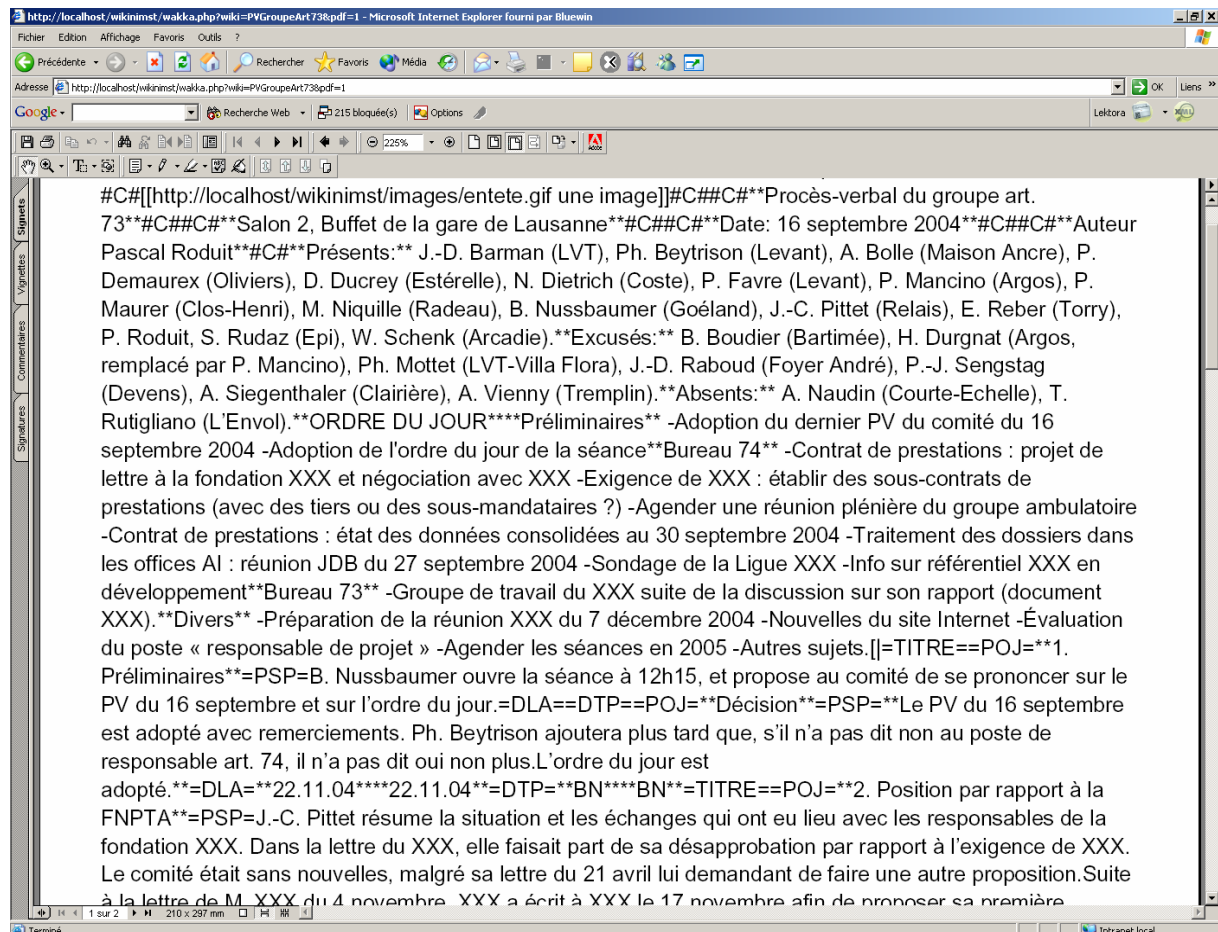 http://localhost/wikinimst/wakka.php?wiki=PVGroupeArt73&pdf=1 - Microsoft Internet Explorer fourni par Bluewin
Fichier Edition Affichage Favoris Outils ?
Précédente Rechercher Favoris Média
Adresse http://localhost/wikinimst/wakka.php?wiki=PVGroupeArt73&pdf=1 OK Liens »
Google Recherche Web 215 bloquée(s) Options Lektora XML
225% Adobe
Signets
Vignettes
Commentaires
Signatures
#C#[[http://localhost/wikinimst/images/entete.gif une image]]#C##C#**Procès-verbal du groupe art.
73**#C##C#**Salon 2, Buffet de la gare de Lausanne**#C##C#**Date: 16 septembre 2004**#C##C#**Auteur
Pascal Roduit**#C#**Présents:** J.-D. Barman (LVT), Ph. Beytrison (Levant), A. Bolle (Maison Ancre), P.
Demaurex (Oliviers), D. Ducrey (Estérelle), N. Dietrich (Coste), P. Favre (Levant), P. Mancino (Argos), P.
Maurer (Clos-Henri), M. Niquille (Radeau), B. Nussbaumer (Goéland), J.-C. Pittet (Relais), E. Reber (Torry),
P. Roduit, S. Rudaz (Epi), W. Schenk (Arcadie).**Excusés:** B. Boudier (Bartimée), H. Durgnat (Argos,
remplacé par P. Mancino), Ph. Mottet (LVT-Villa Flora), J.-D. Raboud (Foyer André), P.-J. Sengstag
(Devens), A. Siegenthaler (Clairière), A. Vienny (Tremplin).**Absents:** A. Naudin (Courte-Echelle), T.
Rutigliano (L'Envol).**ORDRE DU JOUR****Préliminaires** -Adoption du dernier PV du comité du 16
septembre 2004 -Adoption de l'ordre du jour de la séance**Bureau 74** -Contrat de prestations : projet de
lettre à la fondation XXX et négociation avec XXX -Exigence de XXX : établir des sous-contrats de
prestations (avec des tiers ou des sous-mandataires ?) -Agender une réunion plénière du groupe ambulatoire
-Contrat de prestations : état des données consolidées au 30 septembre 2004 -Traitement des dossiers dans
les offices AI : réunion JDB du 27 septembre 2004 -Sondage de la Ligue XXX -Info sur référentiel XXX en
développement**Bureau 73** -Groupe de travail du XXX suite de la discussion sur son rapport (document
XXX).**Divers** -Préparation de la réunion XXX du 7 décembre 2004 -Nouvelles du site Internet -Évaluation
du poste « responsable de projet » -Agender les séances en 2005 -Autres sujets.[|=TITRE==POJ=**1.
Préliminaires**=PSP=B. Nussbaumer ouvre la séance à 12h15, et propose au comité de se prononcer sur le
PV du 16 septembre et sur l'ordre du jour.=DLA==DTP==POJ=**Décision**=PSP=**Le PV du 16 septembre
est adopté avec remerciements. Ph. Beytrison ajoutera plus tard que, s'il n'a pas dit non au poste de
responsable art. 74, il n'a pas dit oui non plus.L'ordre du jour est
adopté.**=DLA=**22.11.04****22.11.04**=DTP=**BN****BN**=TITRE==POJ=**2. Position par rapport à la
FNPTA**=PSP=J.-C. Pittet résume la situation et les échanges qui ont eu lieu avec les responsables de la
fondation XXX. Dans la lettre du XXX, elle faisait part de sa désapprobation par rapport à l'exigence de XXX.
Le comité était sans nouvelles, malgré sa lettre du 21 avril lui demandant de faire une autre proposition.Suite
à la lettre de M. XXX du 4 novembre, XXX a écrit à XXX le 17 novembre afin de proposer sa première
1 sur 2 210 x 297 mm
Terminé Intranet local